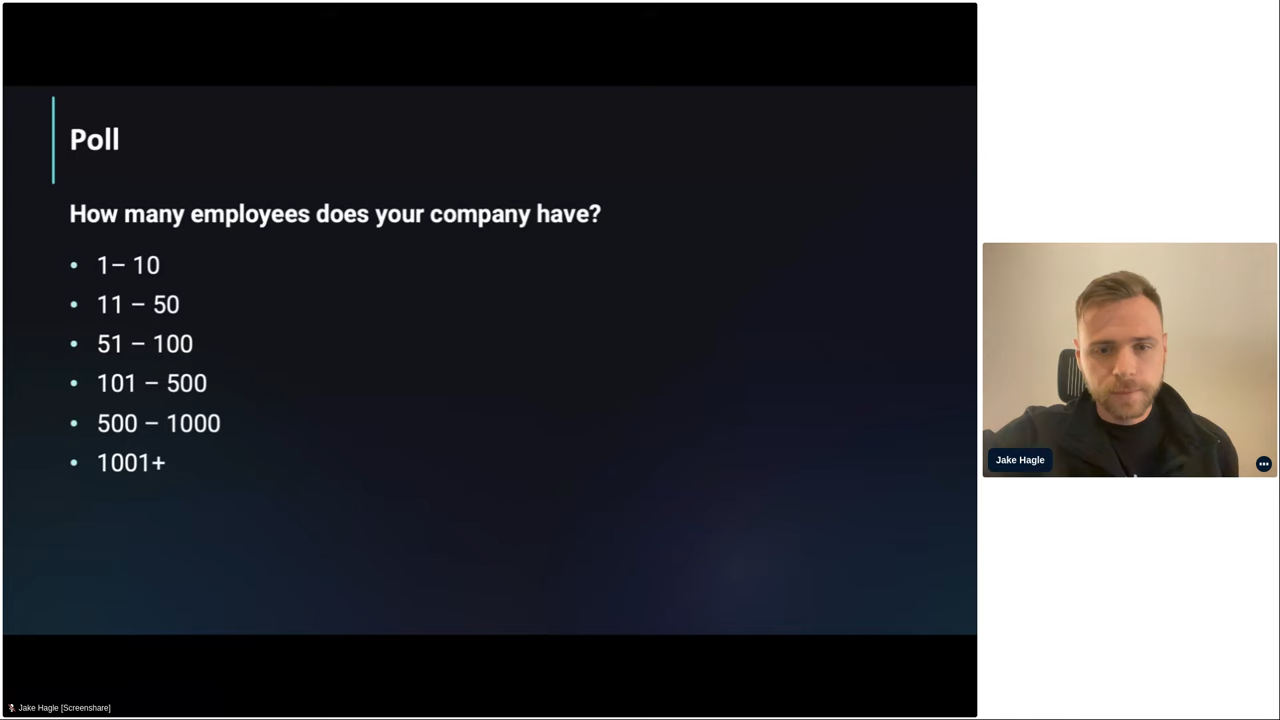 Poll
How many employees does your company have?
• 1– 10
• 11 – 50
• 51 – 100
• 101 – 500
• 500 – 1000
• 1001+
Jake Hagle
Jake Hagle [Screenshare]